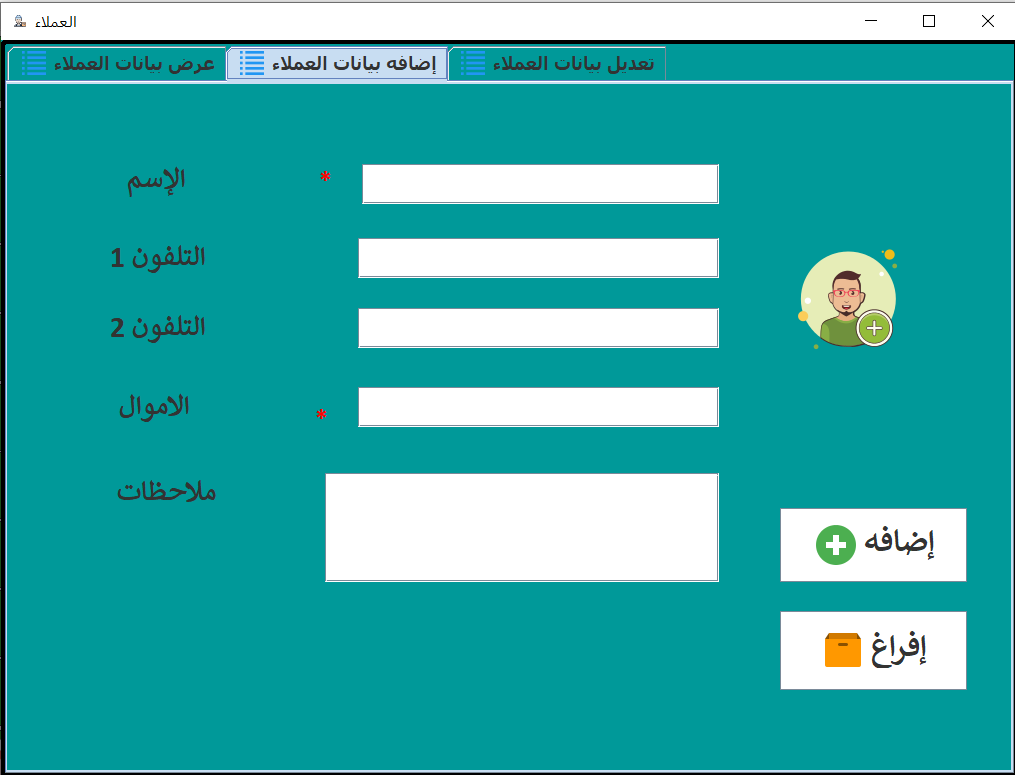 العملاء
عرض بيانات العملاء
إضافه بيانات العملاء
تعديل بيانات العملاء
الإسم *
التلفون 1
التلفون 2
الاموال *
ملاحظات
إضافه
إفراغ